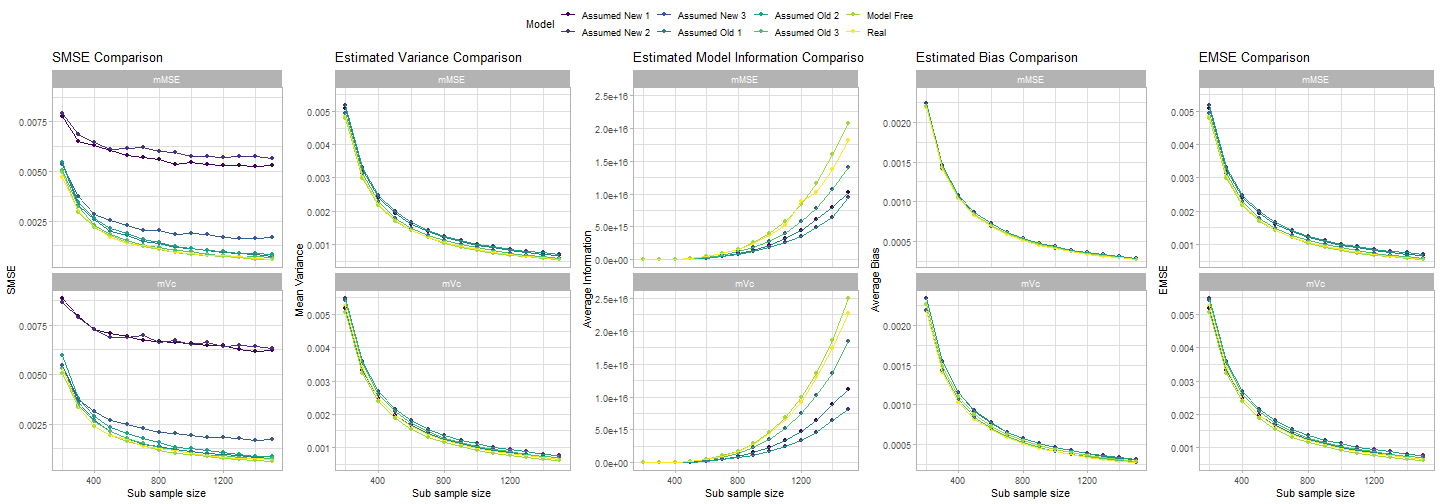 Model
Assumed New 1 Assumed New 3 Assumed Old 2 Model Free
Assumed New 2 Assumed Old 1 Assumed Old 3 Real
SMSE Comparison
mMSE
0.0075
0.0050
0.0025
mVc
0.0075
0.0050
0.0025
400 800 1200
Sub sample size
SMSE
Estimated Variance Comparison
mMSE
0.005
0.004
0.003
0.002
0.001
mVc
0.005
0.004
0.003
0.002
0.001
400 800 1200
Sub sample size
Mean Variance
Estimated Model Information Compariso
mMSE
2.5e+16
2.0e+16
1.5e+16
1.0e+16
5.0e+15
0.0e+00
mVc
2.5e+16
2.0e+16
1.5e+16
1.0e+16
5.0e+15
0.0e+00
400 800 1200
Sub sample size
Average Information
Estimated Bias Comparison
mMSE
0.0020
0.0015
0.0010
0.0005
mVc
0.0020
0.0015
0.0010
0.0005
400 800 1200
Sub sample size
Average Bias
EMSE Comparison
mMSE
0.005
0.004
0.003
0.002
0.001
mVc
0.005
0.004
0.003
0.002
0.001
400 800 1200
Sub sample size
EMSE